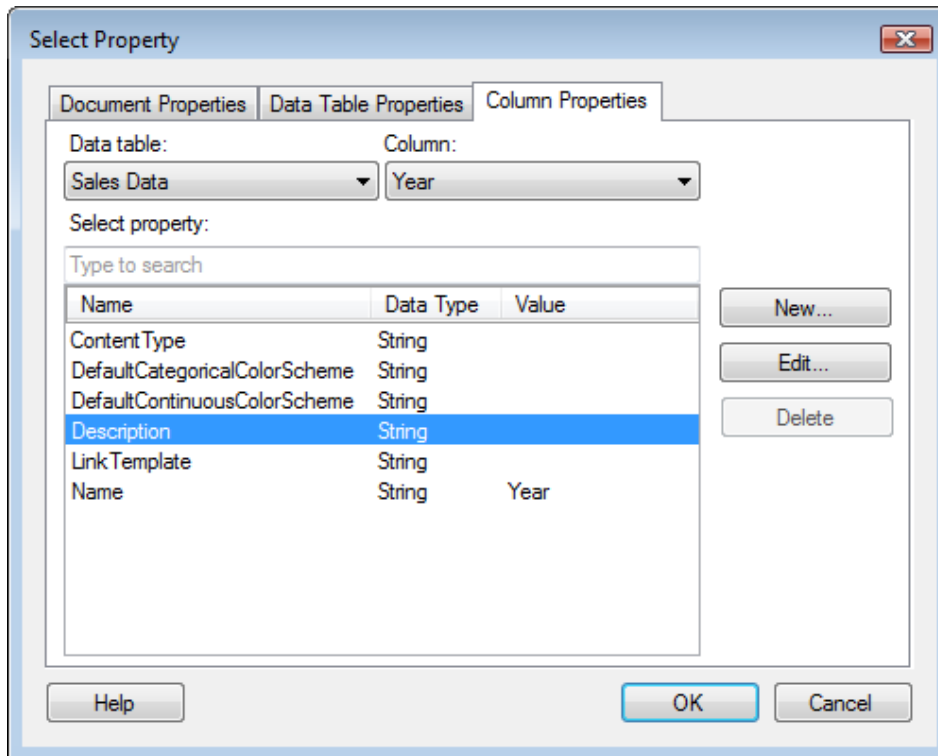 Select Property
Document Properties Data Table Properties Column Properties
Data table: Column:
Sales Data Year
Select property:
Type to search
Name Data Type Value
New...
ContentType String
DefaultCategoricalColorScheme String
Edit...
DefaultContinuousColorScheme String
Description String
Delete
LinkTemplate String
Name String Year
Help OK Cancel